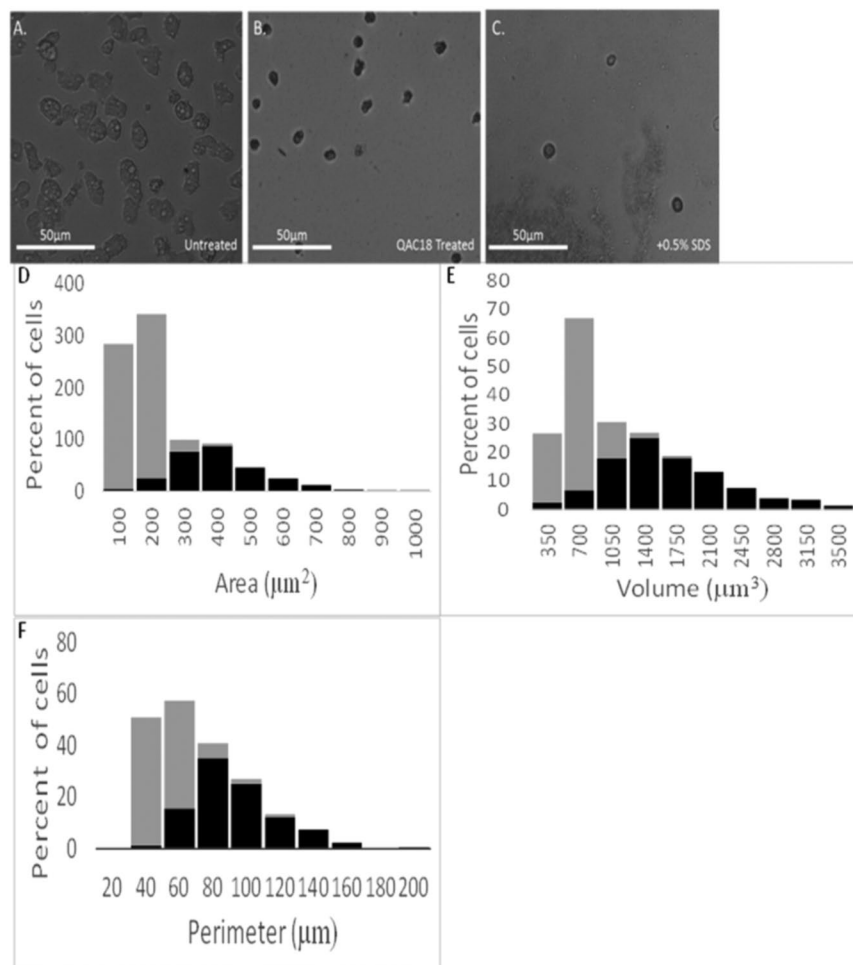 A.
50µm
Untreated
B.
50µm
QAC18 Treated
C.
50µm
+0.5% SDS
D
400
300
200
100
0
Percent of cells
100 200 300 400 500 600 700 800 900 1000
Area (µm²)
E
80
70
60
50
40
30
20
10
0
Percent of cells
350 700 1050 1400 1750 2100 2450 2800 3150 3500
Volume (µm³)
F
80
60
40
20
0
Percent of cells
20 40 60 80 100 120 140 160 180 200
Perimeter (µm)